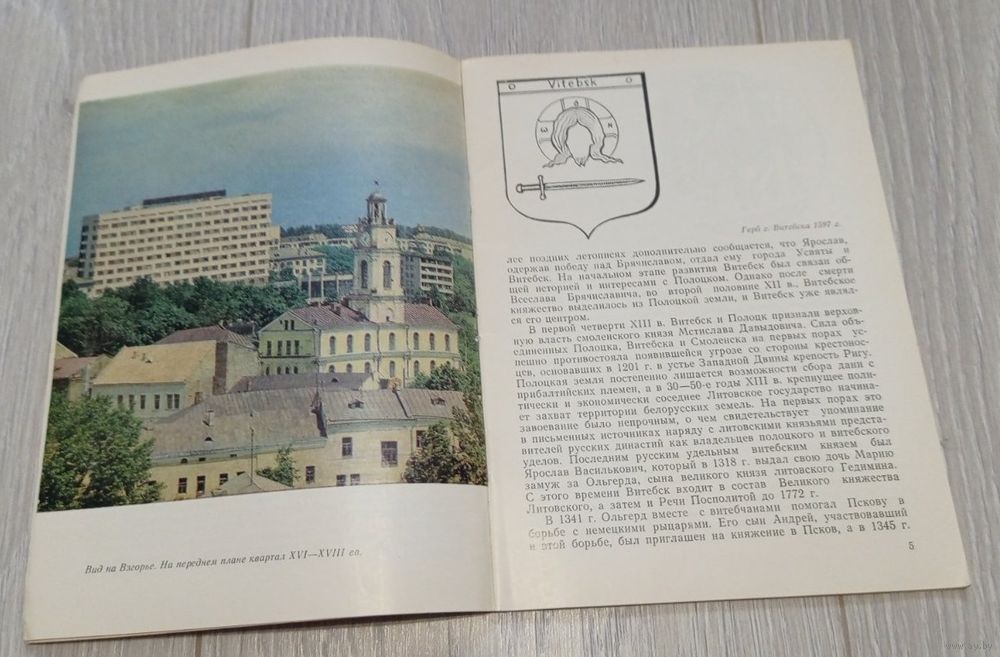 Вид на Взгорье. На переднем плане квартал XVI—XVIII вв.
Vitebsk
Герб г. Витебска 1597 г.
лее поздних летописях дополнительно сообщается, что Ярослав,
одержав победу над Брячиславом, отдал ему города Усвяты и
Витебск. На начальном этапе развития Витебск был связан об-
щей историей и интересами с Полоцком. Однако после смерти
Всеслава Брячиславича, во второй половине XII в., Витебское
княжество выделилось из Полоцкой земли, и Витебск уже являл-
ся его центром.
В первой четверти XIII в. Витебск и Полоцк признали верхов-
ную власть смоленского князя Мстислава Давыдовича. Сила объ-
единенных Полоцка, Витебска и Смоленска на первых порах ус-
пешно противостояла появившейся угрозе со стороны крестонос-
цев, основавших в 1201 г. в устье Западной Двины крепость Ригу.
Полоцкая земля постепенно лишается возможности сбора дани с
прибалтийских племен, а в 30—50-е годы XIII в. крепнущее поли-
тически и экономически соседнее Литовское государство начина-
ет захват территории белорусских земель. На первых порах это
завоевание было непрочным, о чем свидетельствует упоминание
в письменных источниках наряду с литовскими князьями предста-
вителей русских династий как владельцев полоцкого и витебского
уделов. Последним русским удельным витебским князем был
Ярослав Василькович, который в 1318 г. выдал свою дочь Марию
замуж за Ольгерда, сына великого князя литовского Гедимина.
С этого времени Витебск входит в состав Великого княжества
Литовского, а затем и Речи Посполитой до 1772 г.
В 1341 г. Ольгерд вместе с витебчанами помогал Пскову в
борьбе с немецкими рыцарями. Его сын Андрей, участвовавший
в этой борьбе, был приглашен на княжение в Псков, а в 1345 г.
5
www.ay.by